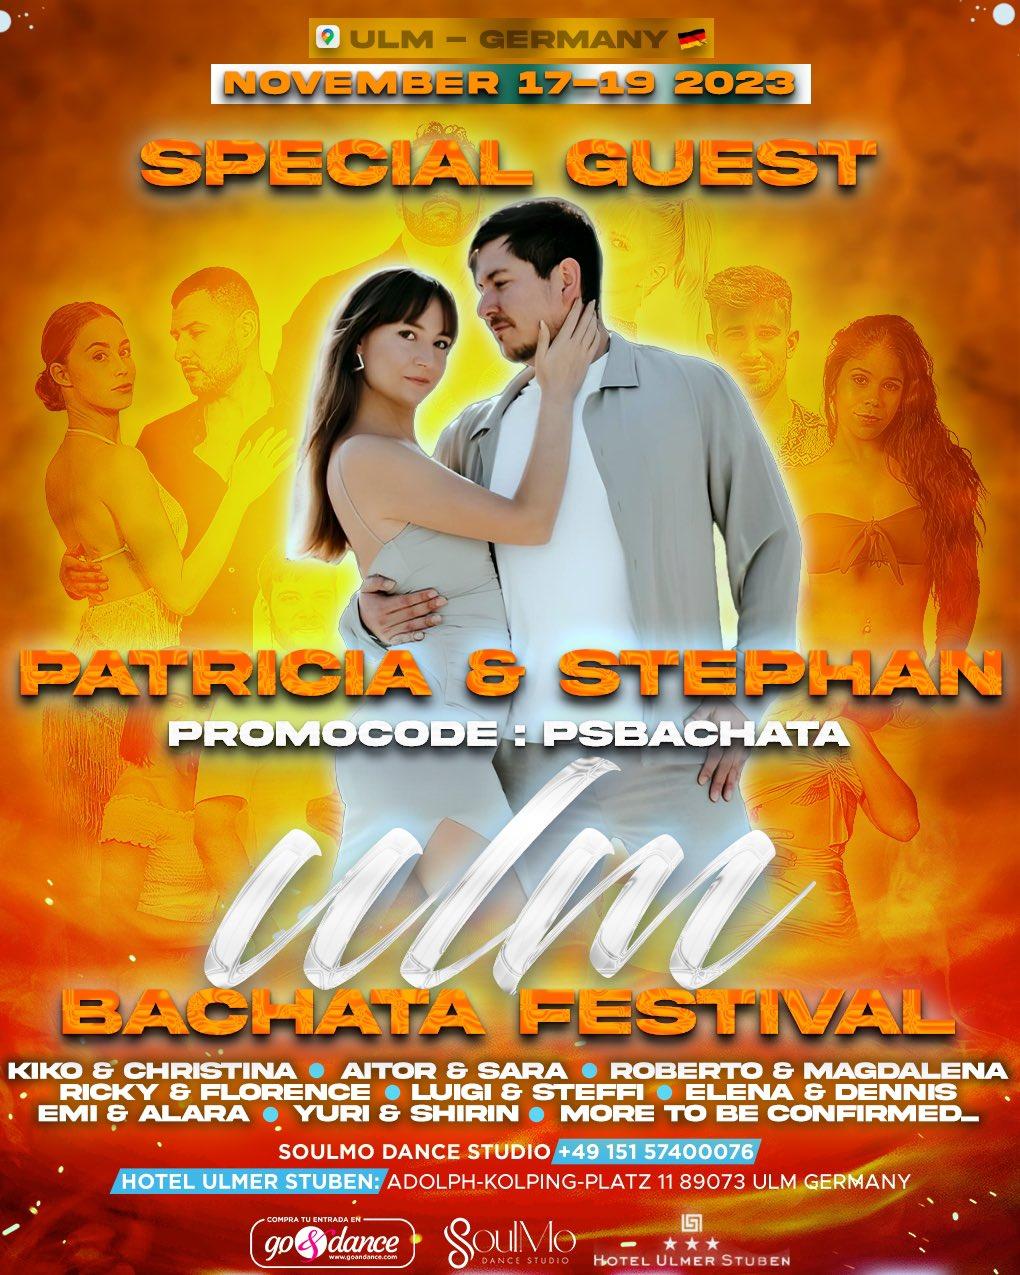 ULM - GERMANY
NOVEMBER 17-19 2023
SPECIAL GUEST
PATRICIA & STEPHAN
PROMOCODE : PSBACHATA
ulm
BACHATA FESTIVAL
KIKO & CHRISTINA • AITOR & SARA • ROBERTO & MAGDALENA
RICKY & FLORENCE • LUIGI & STEFFI • ELENA & DENNIS
EMI & ALARA • YURI & SHIRIN • MORE TO BE CONFIRMED...
SOULMO DANCE STUDIO +49 151 57400076
HOTEL ULMER STUBEN: ADOLPH-KOLPING-PLATZ 11 89073 ULM GERMANY
COMPRA TU ENTRADA EN
go&dance
www.goandance.com
SoulMo
DANCE STUDIO
HOTEL ULMER STUBEN